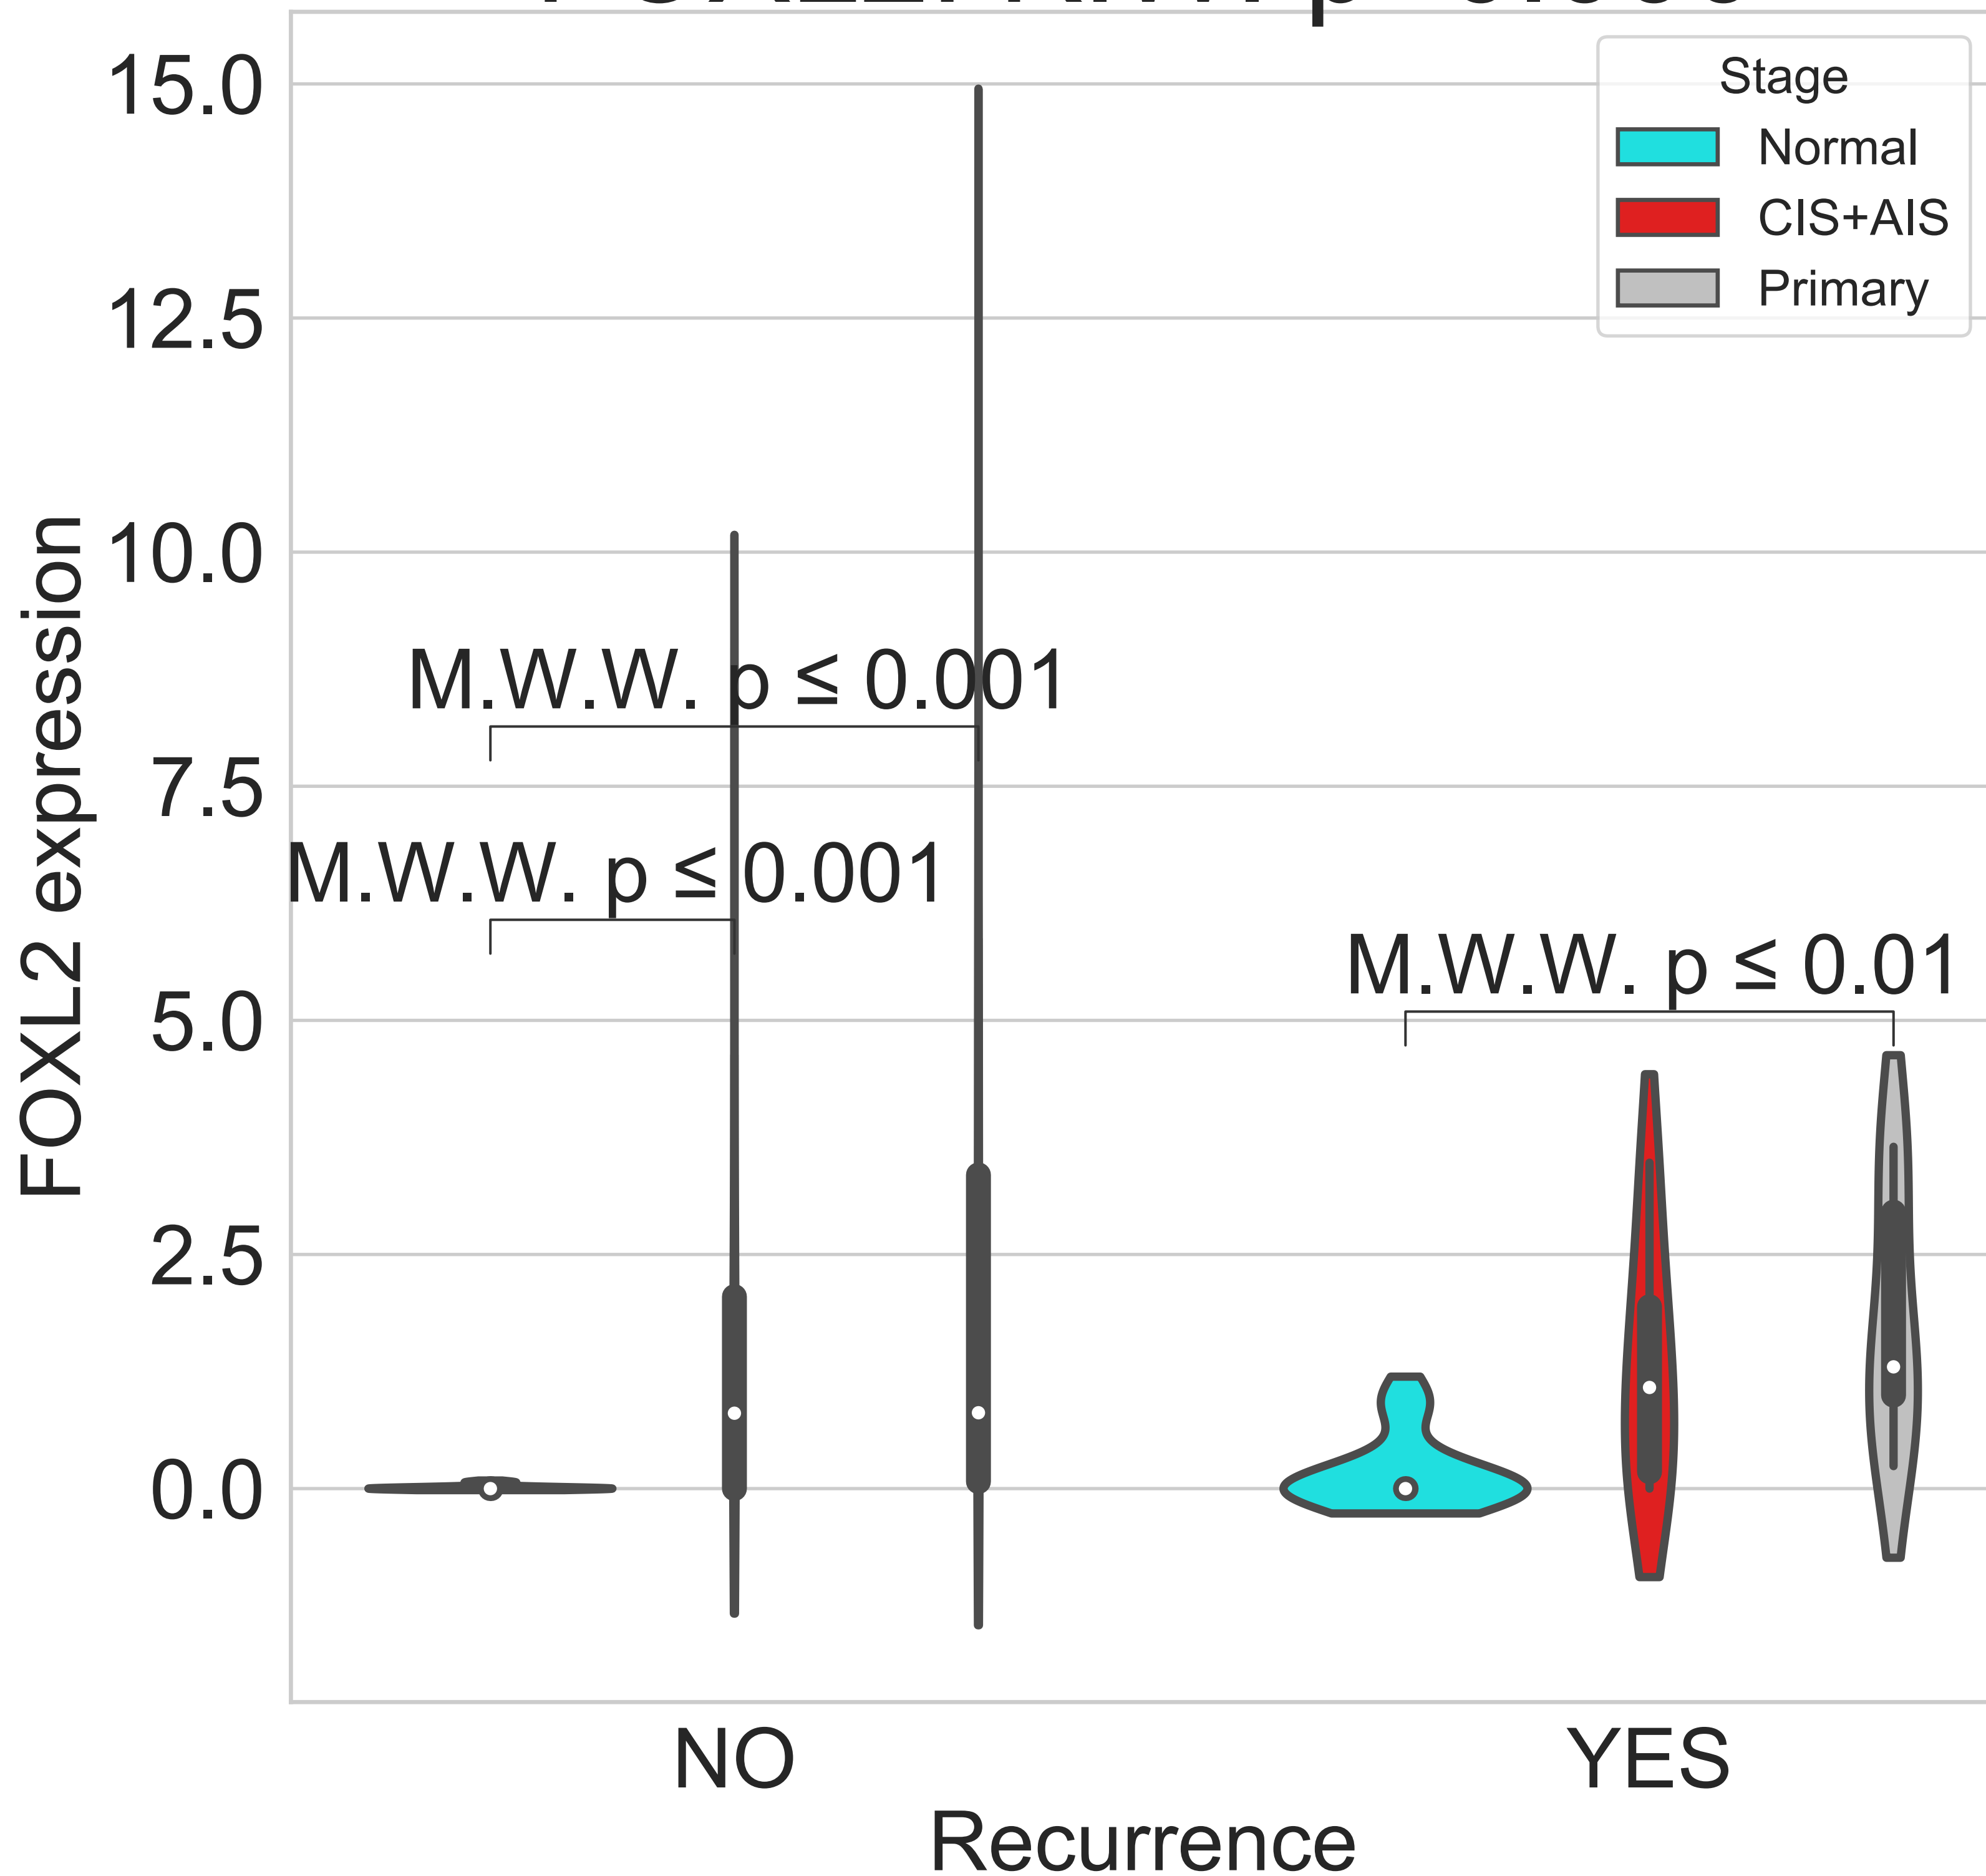 15.0
12.5
10.0
7.5
5.0
2.5
0.0
FOXL2 expression
Stage
Normal
CIS+AIS
Primary
M.W.W. p ≤ 0.001
M.W.W. p ≤ 0.001
M.W.W. p ≤ 0.01
NO
YES
Recurrence